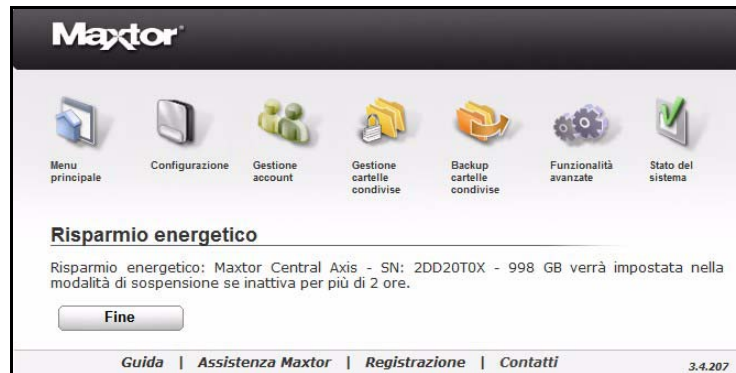 Maxtor
Menu principale
Configurazione
Gestione account
Gestione cartelle condivise
Backup cartelle condivise
Funzionalità avanzate
Stato del sistema
Risparmio energetico
Risparmio energetico: Maxtor Central Axis - SN: 2DD20T0X - 998 GB verrà impostata nella
modalità di sospensione se inattiva per più di 2 ore.
Fine
Guida | Assistenza Maxtor | Registrazione | Contatti
3.4.207